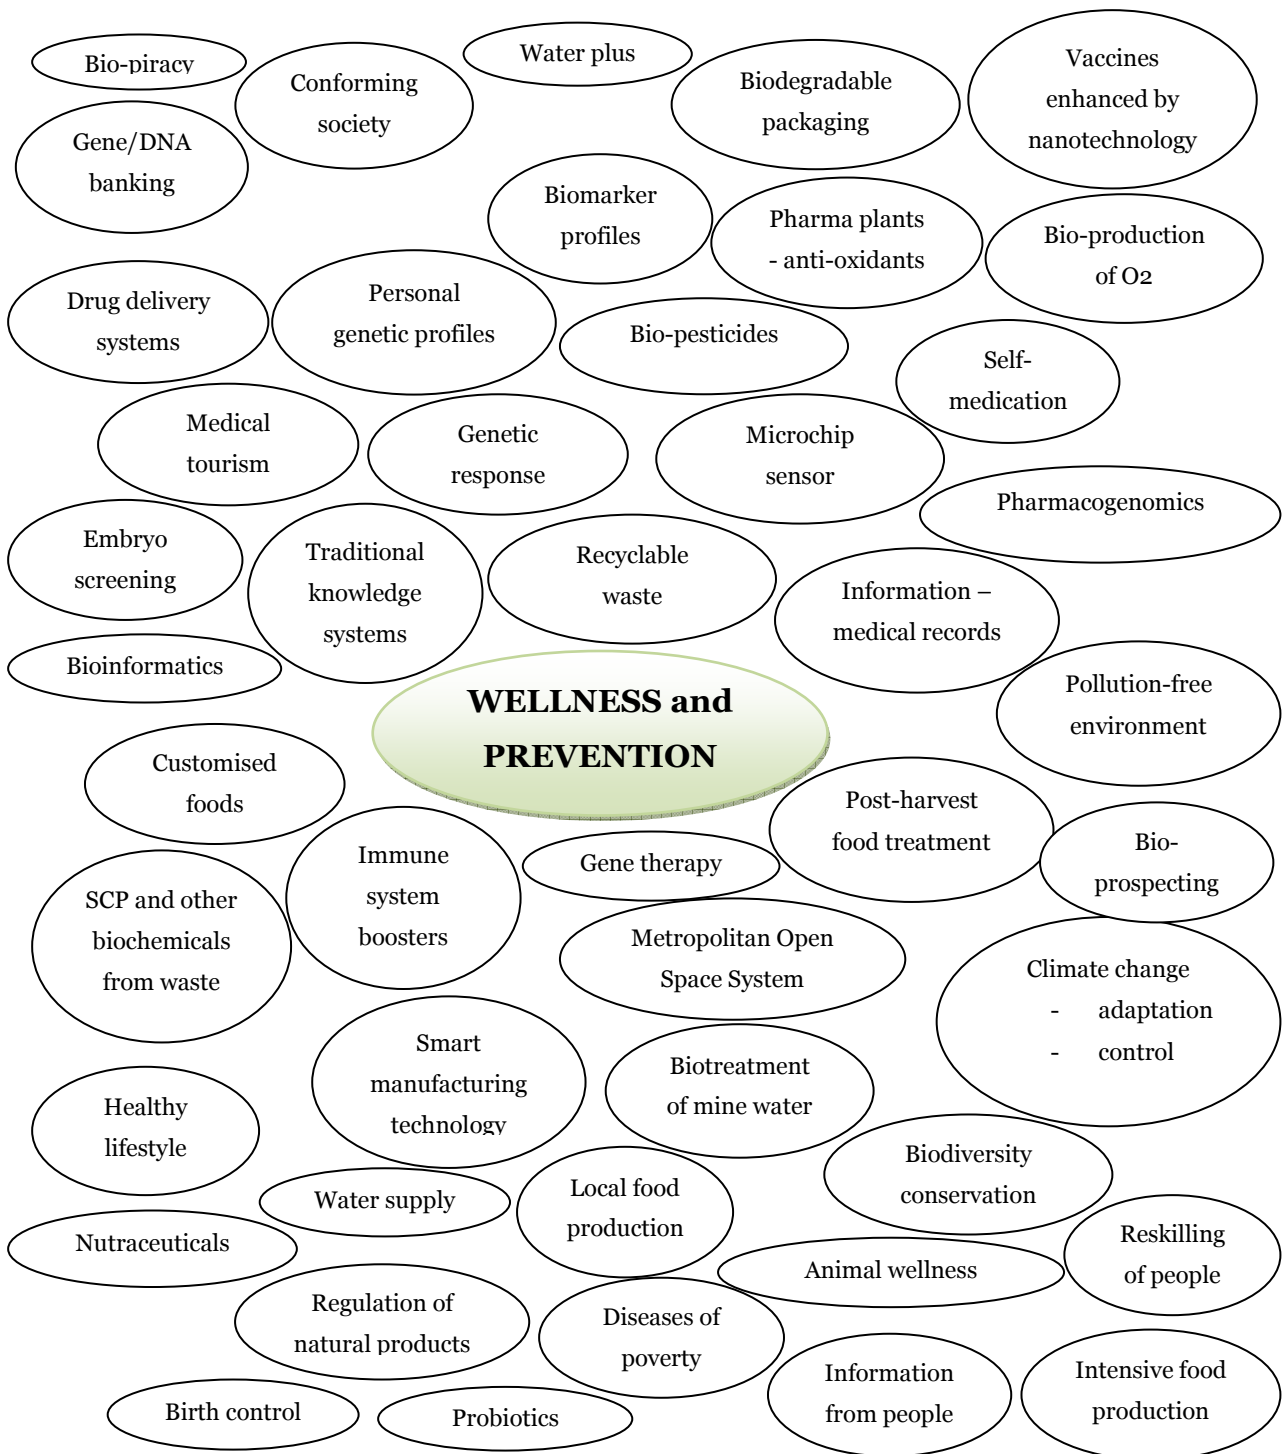 Bio-piracy
Conforming
society
Water plus
Biodegradable
packaging
Vaccines
enhanced by
nanotechnology
Gene/DNA
banking
Biomarker
profiles
Pharma plants
- anti-oxidants
Bio-production
of O2
Drug delivery
systems
Personal
genetic profiles
Bio-pesticides
Self-
medication
Medical
tourism
Genetic
response
Microchip
sensor
Pharmacogenomics
Embryo
screening
Traditional
knowledge
systems
Recyclable
waste
Information –
medical records
Bioinformatics
WELLNESS and
PREVENTION
Pollution-free
environment
Customised
foods
Post-harvest
food treatment
Immune
system
boosters
Gene therapy
Bio-
prospecting
SCP and other
biochemicals
from waste
Metropolitan Open
Space System
Climate change
- adaptation
- control
Smart
manufacturing
technology
Biotreatment
of mine water
Healthy
lifestyle
Biodiversity
conservation
Water supply
Local food
production
Nutraceuticals
Animal wellness
Reskilling
of people
Regulation of
natural products
Diseases of
poverty
Information
from people
Intensive food
production
Birth control
Probiotics